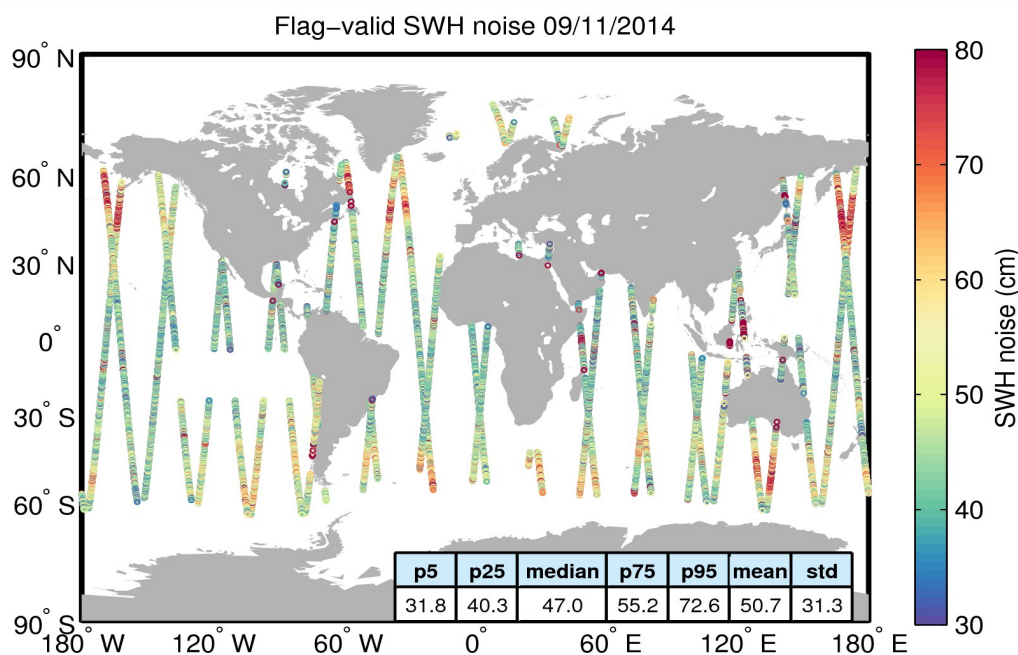 Flag−valid SWH noise 09/11/2014
90° N
60° N
30° N
0°
30° S
60° S
90° S
180° W
120° W
60° W
0°
60° E
120° E
180° E
p5 p25 median p75 p95 mean std
31.8 40.3 47.0 55.2 72.6 50.7 31.3
80
70
60
50
40
30
SWH noise (cm)